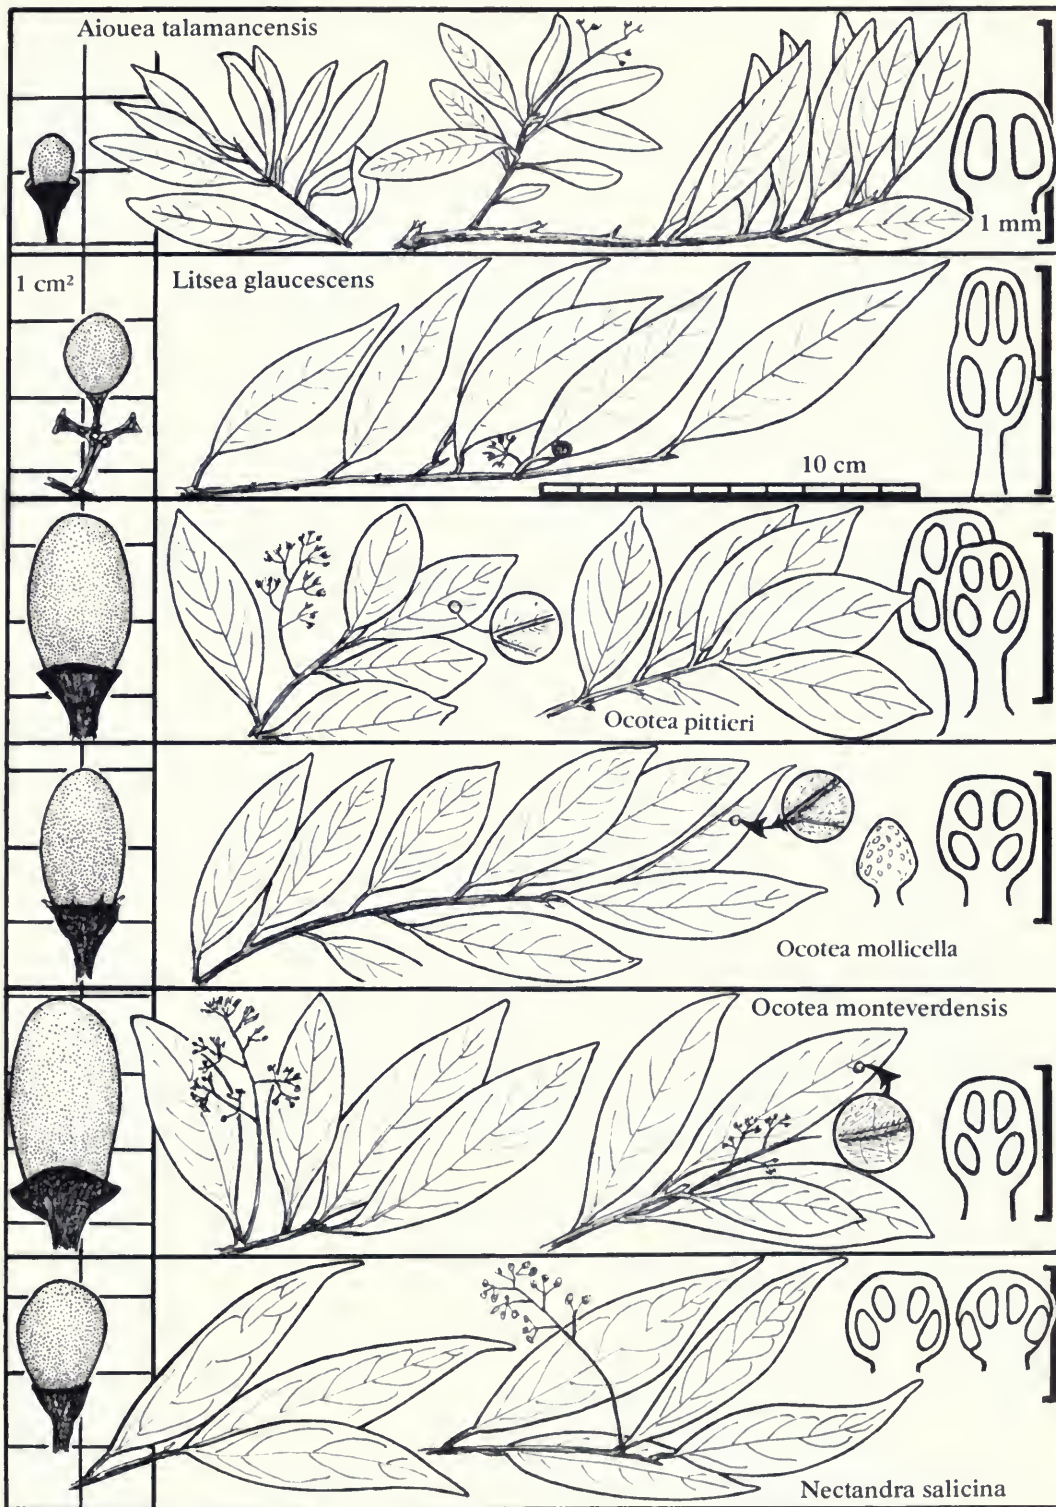 Aiouea talamancensis
1 mm
1 cm²
Litsea glaucescens
10 cm
Ocotea pittieri
Ocotea mollicella
Ocotea monteverdensis
Nectandra salicina